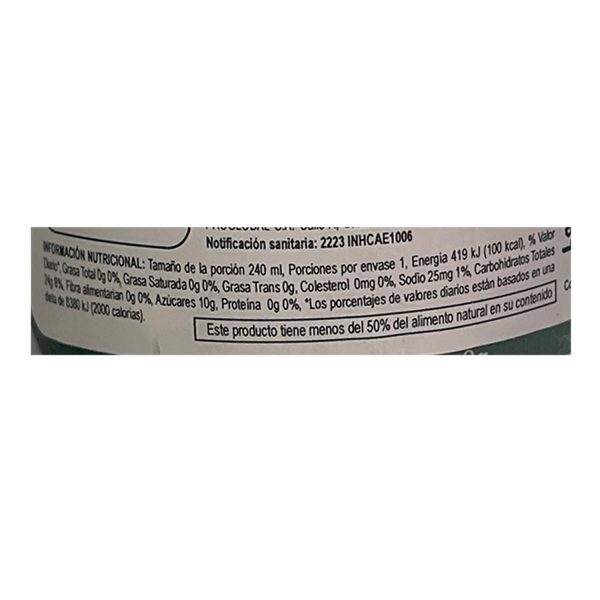 Notificación sanitaria: 2223 INHCAE1006
INFORMACIÓN NUTRICIONAL: Tamaño de la porción 240 ml, Porciones por envase 1, Energía 419 kJ (100 kcal), % Valor
Diario*, Grasa Total 0g 0%, Grasa Saturada 0g 0%, Grasa Trans 0g, Colesterol 0mg 0%, Sodio 25mg 1%, Carbohidratos Totales
24g 8%, Fibra alimentarian 0g 0%, Azúcares 10g, Proteína 0g 0%, *Los porcentajes de valores diarios están basados en una
dieta de 8380 kJ (2000 calorías).
Este producto tiene menos del 50% del alimento natural en su contenido